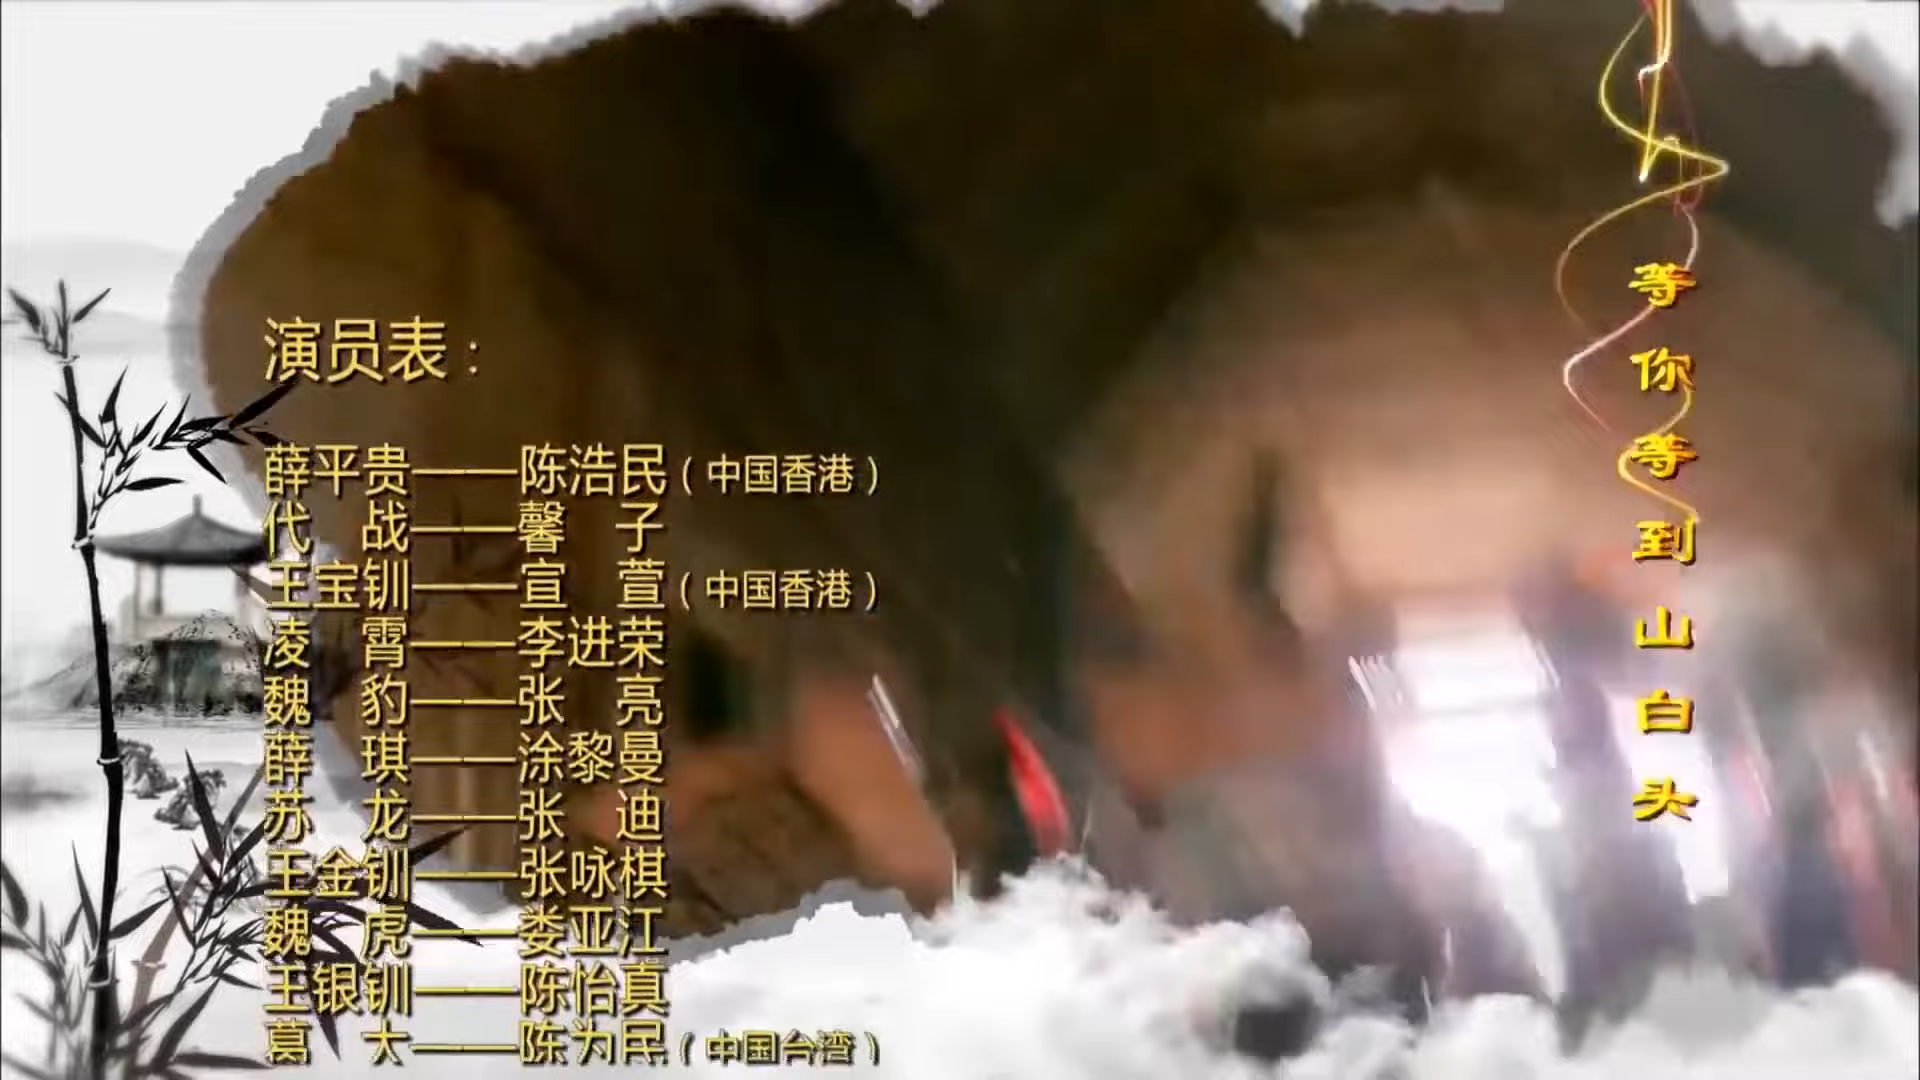 演员表：
薛平贵——陈浩民（中国香港）
代 战——馨 子
王宝钏——宣 萱（中国香港）
凌 霄——李进荣
魏 豹——张 亮
薛 琪——涂黎曼
苏 龙——张 迪
王金钏——张咏棋
魏 虎——娄亚江
王银钏——陈怡真
葛 大——陈为民（中国台湾）
等你等到山白头